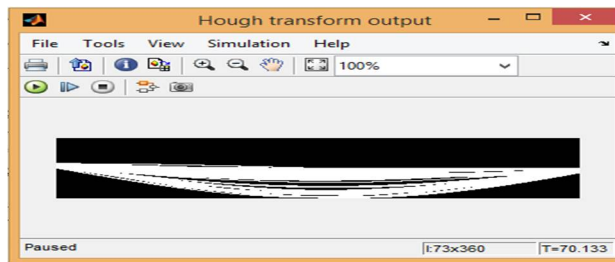 Hough transform output
File Tools View Simulation Help
100%
Paused I:73x360 T=70.133